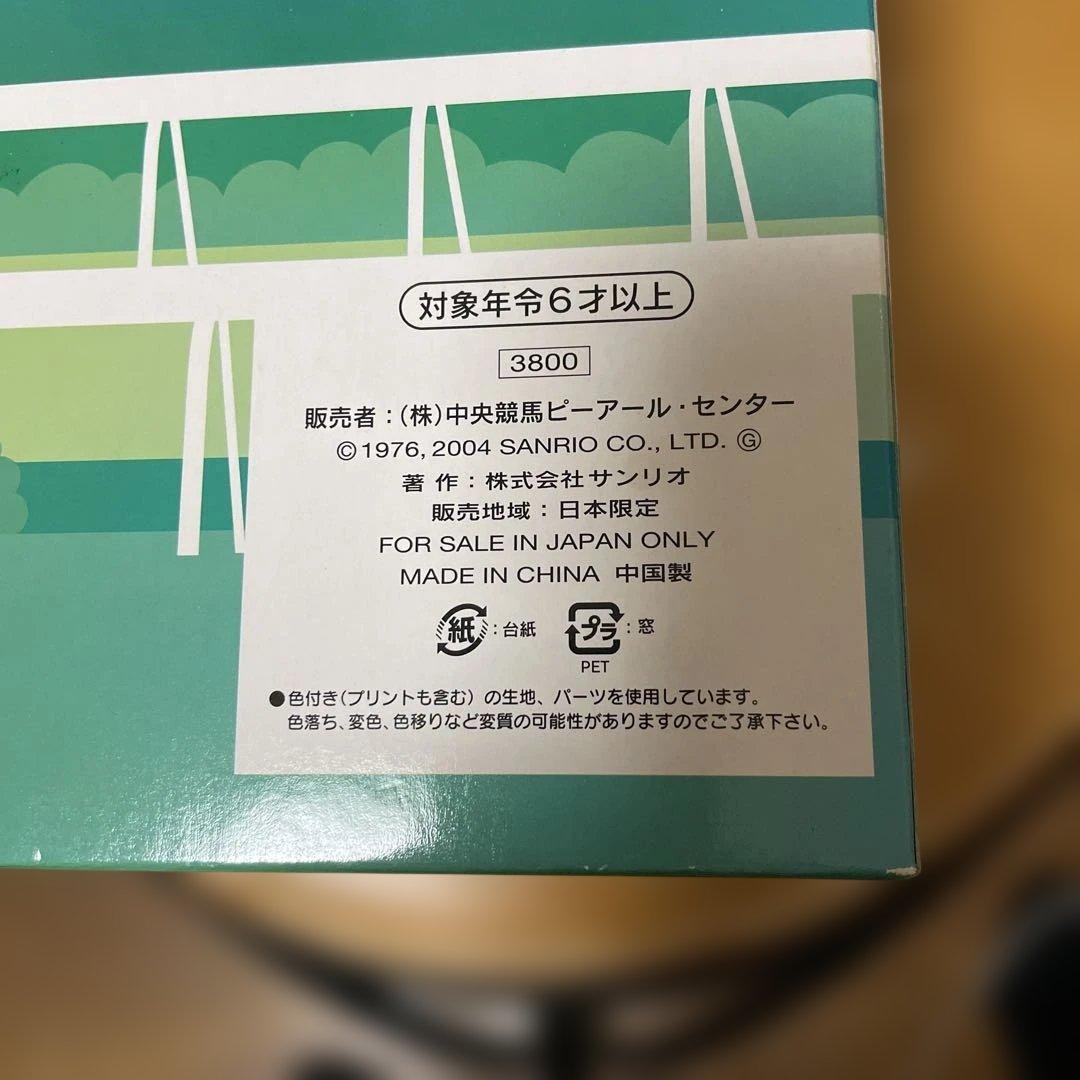 対象年令6才以上
3800
販売者:(株)中央競馬ピーアール・センター
©1976, 2004 SANRIO CO., LTD. Ⓖ
著 作 : 株式会社サンリオ
販売地域 : 日本限定
FOR SALE IN JAPAN ONLY
MADE IN CHINA 中国製
紙 : 台紙 プラ : 窓
PET
●色付き(プリントも含む) の生地、パーツを使用しています。
色落ち、変色、色移りなど変質の可能性がありますのでご了承下さい。